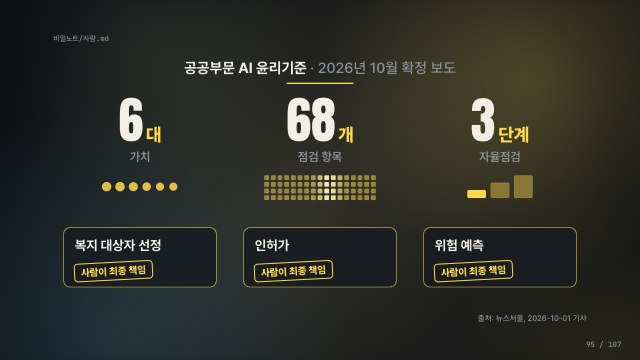 비밀노트/사람.md
공공부문 AI 윤리기준 · 2026년 10월 확정 보도
6대
가치
68개
점검 항목
3단계
자율점검
복지 대상자 선정
사람이 최종 책임
인허가
사람이 최종 책임
위험 예측
사람이 최종 책임
출처: 뉴스서울, 2026-10-01 기사
95 / 107